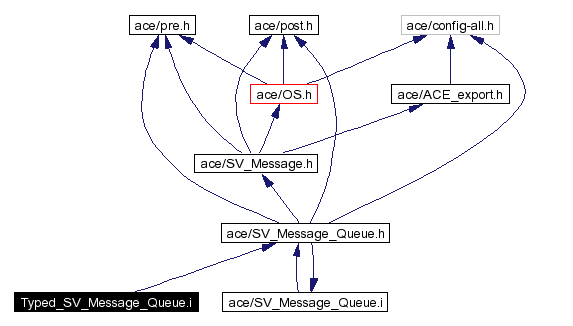 ace/pre.h
ace/post.h
ace/config-all.h
ace/OS.h
ace/ACE_export.h
ace/SV_Message.h
ace/SV_Message_Queue.h
Typed_SV_Message_Queue.i
ace/SV_Message_Queue.i